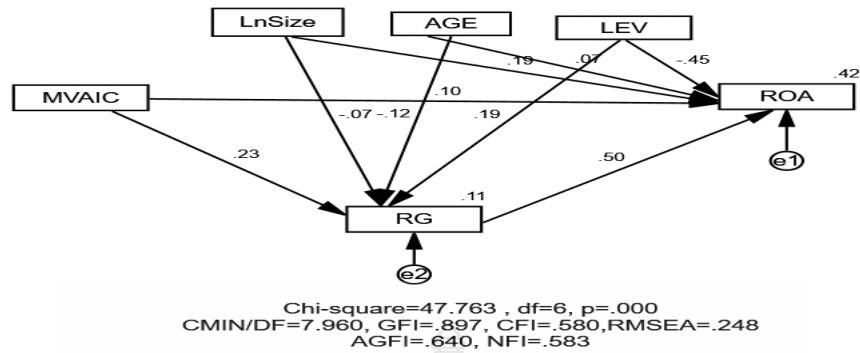 LnSize
AGE
LEV
.19
.07
-.45
.42
MVAIC
.10
ROA
-.07
-.12
.19
.23
.50
e1
.11
RG
e2
Chi-square=47.763 , df=6, p=.000
CMIN/DF=7.960, GFI=.897, CFI=.580,RMSEA=.248
AGFI=.640, NFI=.583